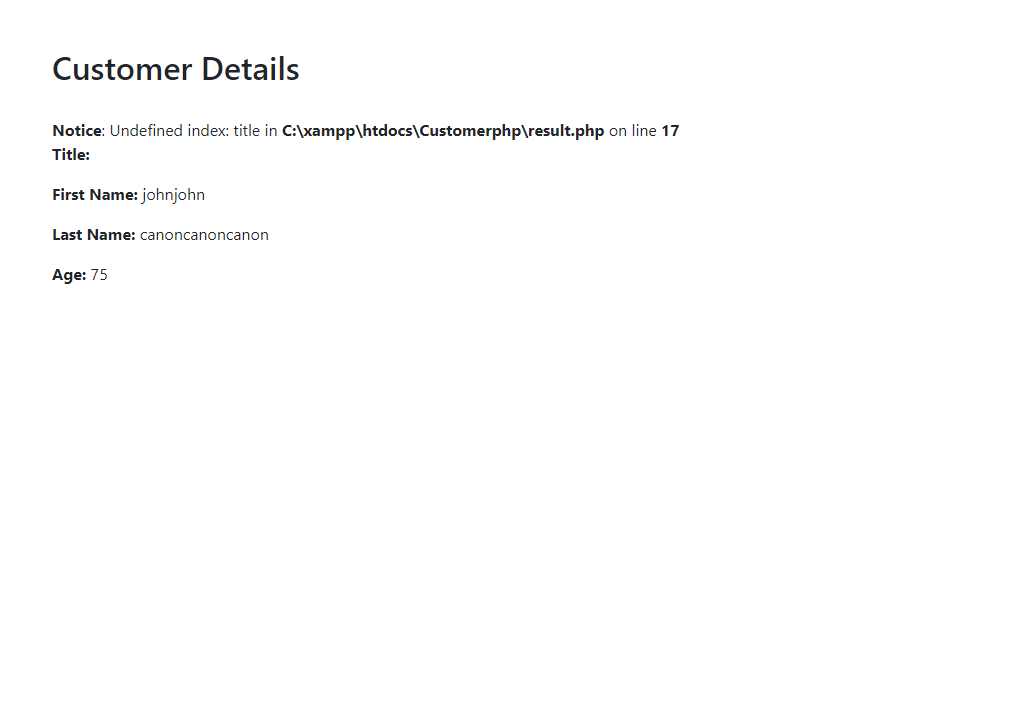 Customer Details
Notice: Undefined index: title in C:\xampp\htdocs\Customerphp\result.php on line 17
Title:
First Name: johnjohn
Last Name: canoncanoncanon
Age: 75